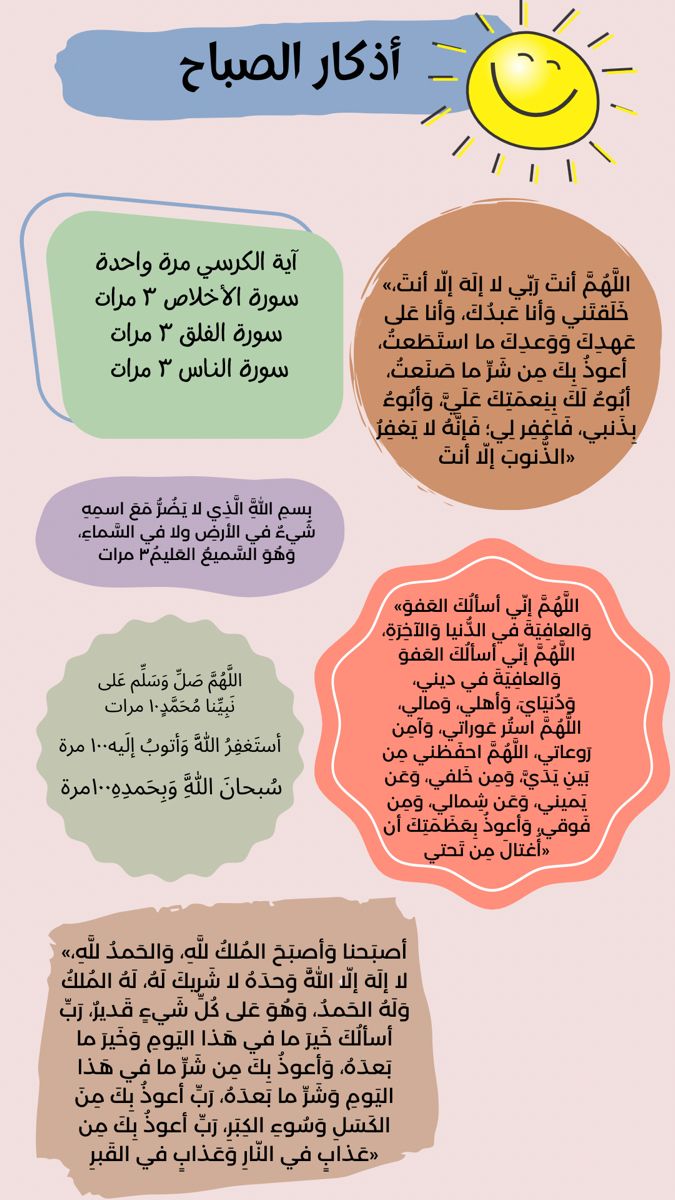 أذكار الصباح
اللَّهُمَّ أنتَ رَبّي لا إلَهَ إلّا أنتَ،»
خَلَقتَني وَأنا عَبدُكَ، وَأنا عَلى
عَهدِكَ وَوَعدِكَ ما استَطَعتُ،
أعوذُ بِكَ مِن شَرِّ ما صَنَعتُ،
أبُوءُ لَكَ بِنِعمَتِكَ عَلَيَّ، وَأبُوءُ
بِذَنبي، فَاغفِر لِي؛ فَإنَّهُ لا يَغفِرُ
«الذُّنوبَ إلّا أنتَ
آية الكرسي مرة واحدة
سورة الأخلاص ٣ مرات
سورة الفلق ٣ مرات
سورة الناس ٣ مرات
بِسمِ اللَّهِ الَّذِي لا يَضُرُّ مَعَ اسمِهِ
شَيءٌ في الأرضِ ولا في السَّماءِ،
وَهُوَ السَّميعُ العَليمُ٣ مرات
اللَّهُمَّ إنّي أسألُكَ العَفوَ»
وَالعافِيَةَ في الدُّنيا وَالآخِرَةِ،
اللَّهُمَّ إنّي أسألُكَ العَفوَ
وَالعافِيَةَ في ديني،
وَدُنيَايَ، وَأهلي، وَمالي،
اللَّهُمَّ استُر عَوراتي، وَآمِن
رَوعاتي، اللَّهُمَّ احفَظني مِن
بَينِ يَدَيَّ، وَمِن خَلفي، وَعَن
يَميني، وَعَن شِمالي، وَمِن
فَوقي، وَأعوذُ بِعَظَمَتِكَ أن
«أُغتالَ مِن تَحتي
اللَّهُمَّ صَلِّ وَسَلِّم عَلى
نَبِيِّنا مُحَمَّدٍ١٠ مرات
أستَغفِرُ اللَّهَ وَأتوبُ إلَيه١٠٠ مرة
سُبحانَ اللَّهِ وَبِحَمدِهِ١٠٠مرة
أصبَحنا وَأصبَحَ المُلكُ للَّهِ، وَالحَمدُ للَّهِ،»
لا إلَهَ إلّا اللَّهُ وَحدَهُ لا شَرِيكَ لَهُ، لَهُ المُلكُ
وَلَهُ الحَمدُ، وَهُوَ عَلى كُلِّ شَيءٍ قَديرٌ، رَبِّ
أسألُكَ خَيرَ ما في هَذا اليَومِ وَخَيرَ ما
بَعدَهُ، وَأعوذُ بِكَ مِن شَرِّ ما في هَذا
اليَومِ وَشَرِّ ما بَعدَهُ، رَبِّ أعوذُ بِكَ مِنَ
الكَسَلِ وَسُوءِ الكِبَرِ، رَبِّ أعوذُ بِكَ مِن
«عَذابٍ في النّارِ وَعَذابٍ في القَبرِ